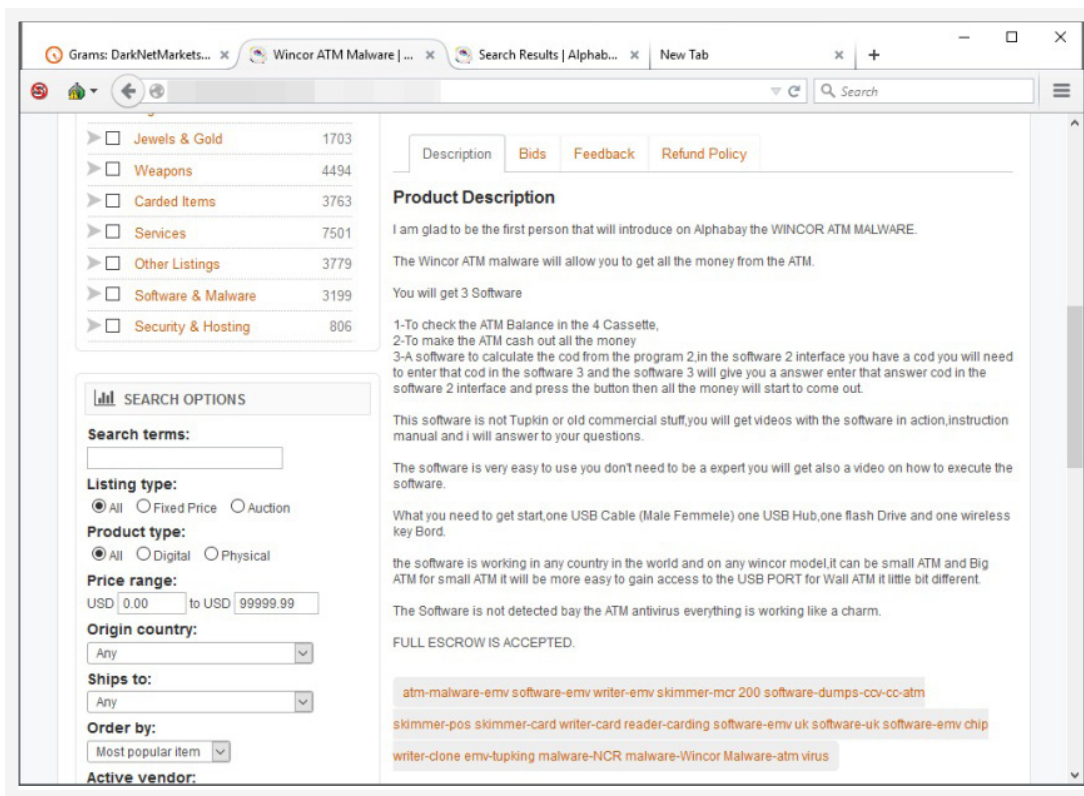 Grams: DarkNetMarkets...
Wincor ATM Malware | ...
Search Results | Alphab...
New Tab
Search
Jewels & Gold 1703
Weapons 4494
Carded Items 3763
Services 7501
Other Listings 3779
Software & Malware 3199
Security & Hosting 806
SEARCH OPTIONS
Search terms:
Listing type:
All Fixed Price Auction
Product type:
All Digital Physical
Price range:
USD 0.00 to USD 99999.99
Origin country:
Any
Ships to:
Any
Order by:
Most popular item
Active vendor:
Description Bids Feedback Refund Policy
Product Description
I am glad to be the first person that will introduce on Alphabay the WINCOR ATM MALWARE.
The Wincor ATM malware will allow you to get all the money from the ATM.
You will get 3 Software
1-To check the ATM Balance in the 4 Cassette,
2-To make the ATM cash out all the money
3-A software to calculate the cod from the program 2,in the software 2 interface you have a cod you will need
to enter that cod in the software 3 and the software 3 will give you a answer enter that answer cod in the
software 2 interface and press the button then all the money will start to come out.
This software is not Tupkin or old commercial stuff,you will get videos with the software in action,instruction
manual and i will answer to your questions.
The software is very easy to use you don't need to be a expert you will get also a video on how to execute the
software.
What you need to get start,one USB Cable (Male Femmele) one USB Hub,one flash Drive and one wireless
key Bord.
the software is working in any country in the world and on any wincor model,it can be small ATM and Big
ATM for small ATM it will be more easy to gain access to the USB PORT for Wall ATM it little bit different.
The Software is not detected bay the ATM antivirus everything is working like a charm.
FULL ESCROW IS ACCEPTED.
atm-malware-emv software-emv writer-emv skimmer-mcr 200 software-dumps-ccv-cc-atm
skimmer-pos skimmer-card writer-card reader-carding software-emv uk software-uk software-emv chip
writer-clone emv-tupking malware-NCR malware-Wincor Malware-atm virus